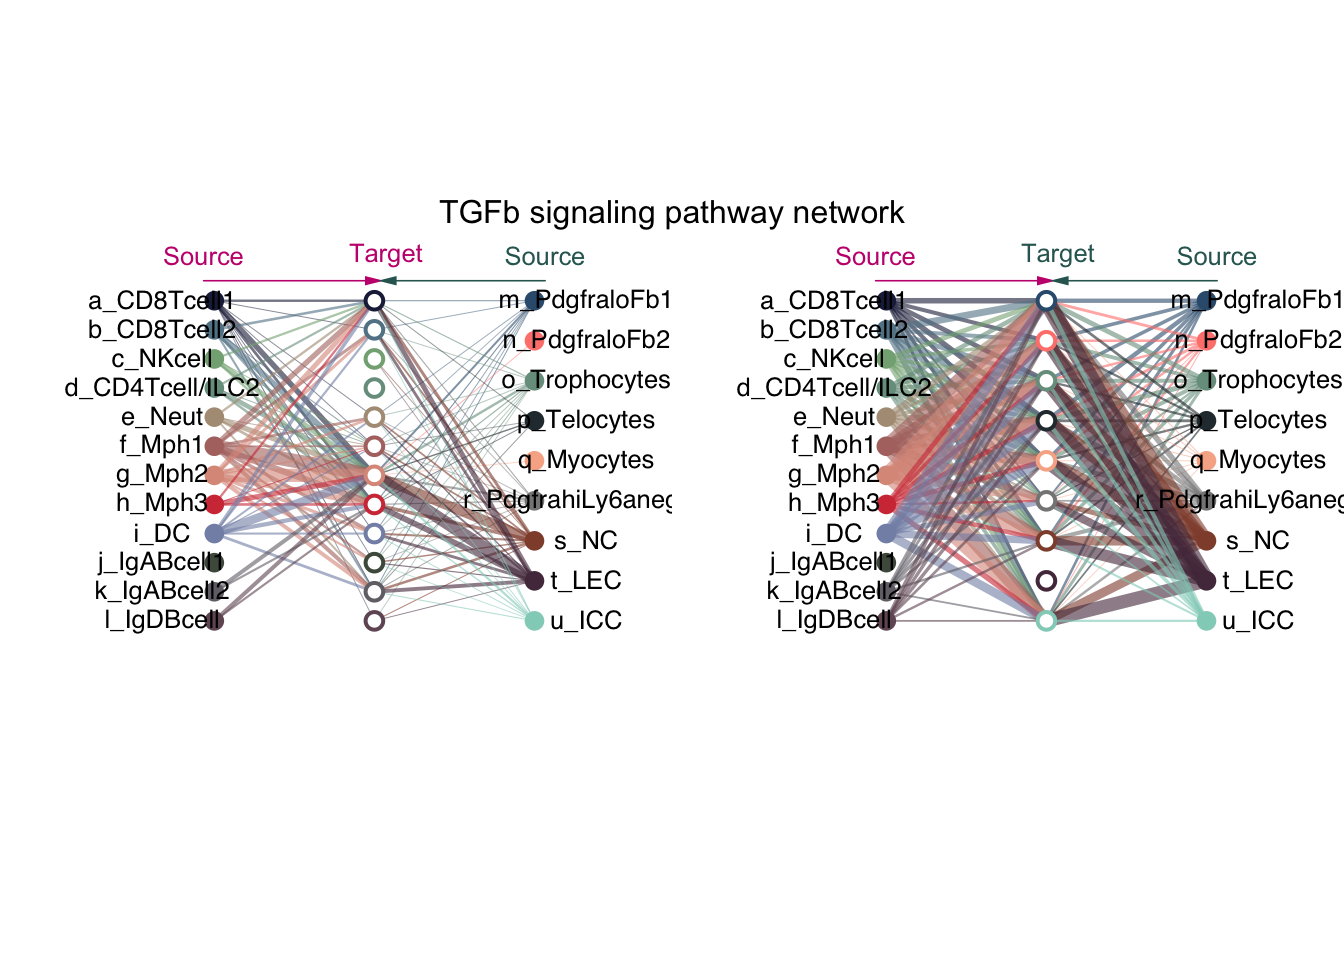 TGFb signaling pathway network
Source
Target
Source
a_CD8Tcell1
b_CD8Tcell2
c_NKcell
d_CD4Tcell/ILC2
e_Neut
f_Mph1
g_Mph2
h_Mph3
i_DC
j_IgABcell1
k_IgABcell2
l_IgDBcell
m_PdgfraloFb1
n_PdgfraloFb2
o_Trophocytes
p_Telocytes
q_Myocytes
r_PdgfrahiLy6aneg
s_NC
t_LEC
u_ICC
Source
Target
Source
a_CD8Tcell1
b_CD8Tcell2
c_NKcell
d_CD4Tcell/ILC2
e_Neut
f_Mph1
g_Mph2
h_Mph3
i_DC
j_IgABcell1
k_IgABcell2
l_IgDBcell
m_PdgfraloFb1
n_PdgfraloFb2
o_Trophocytes
p_Telocytes
q_Myocytes
r_PdgfrahiLy6aneg
s_NC
t_LEC
u_ICC